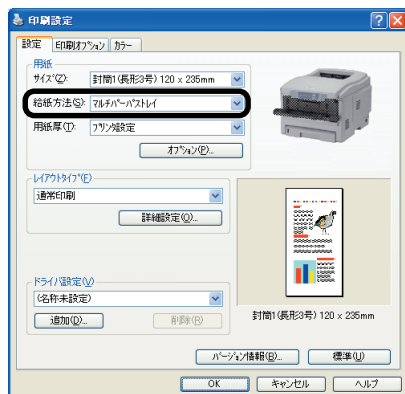 印刷設定
設定 印刷オプション カラー
用紙
サイズ(Z): 封筒1(長形3号) 120 x 235mm
給紙方法(S): マルチパーパストレイ
用紙厚(T): プリンタ設定
オプション(P)...
レイアウトタイプ(F)
通常印刷
詳細設定(O)...
ドライバ設定(V)
(名称未設定)
追加(D)... 削除(R)
封筒1(長形3号) 120 x 235mm
バージョン情報(B)... 標準(U)
OK キャンセル ヘルプ